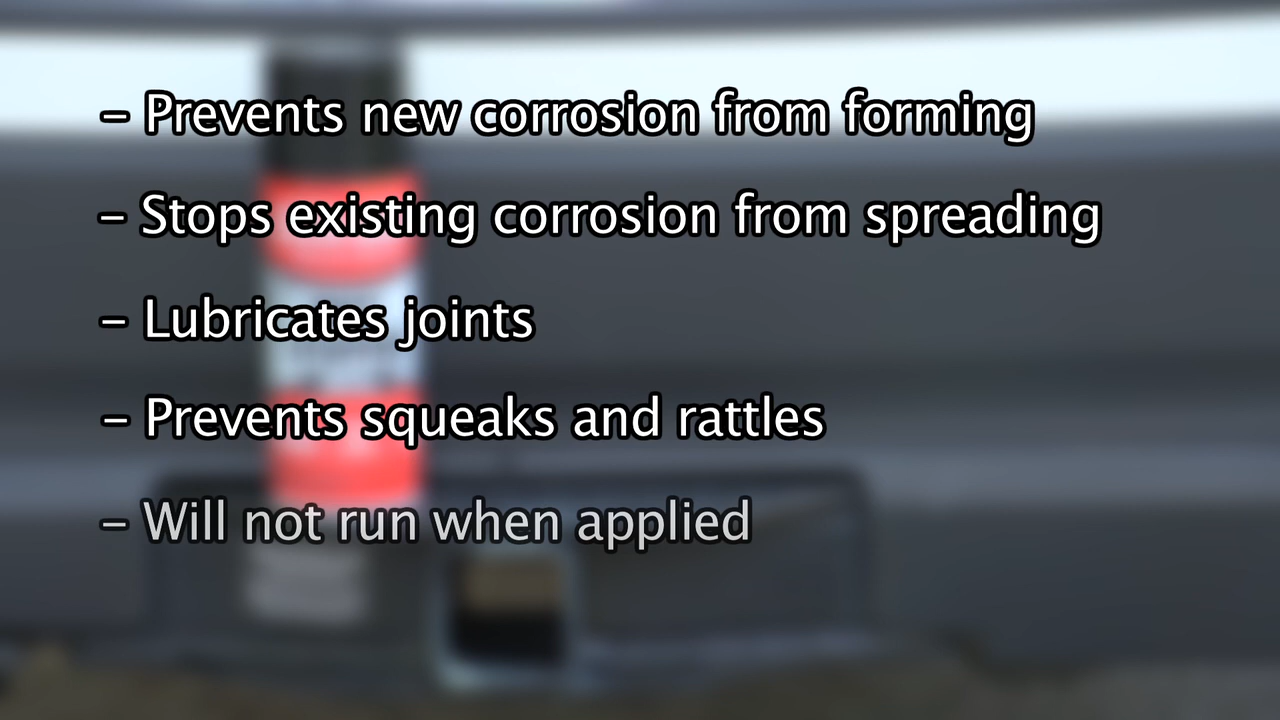 – Prevents new corrosion from forming
– Stops existing corrosion from spreading
– Lubricates joints
– Prevents squeaks and rattles
– Will not run when applied